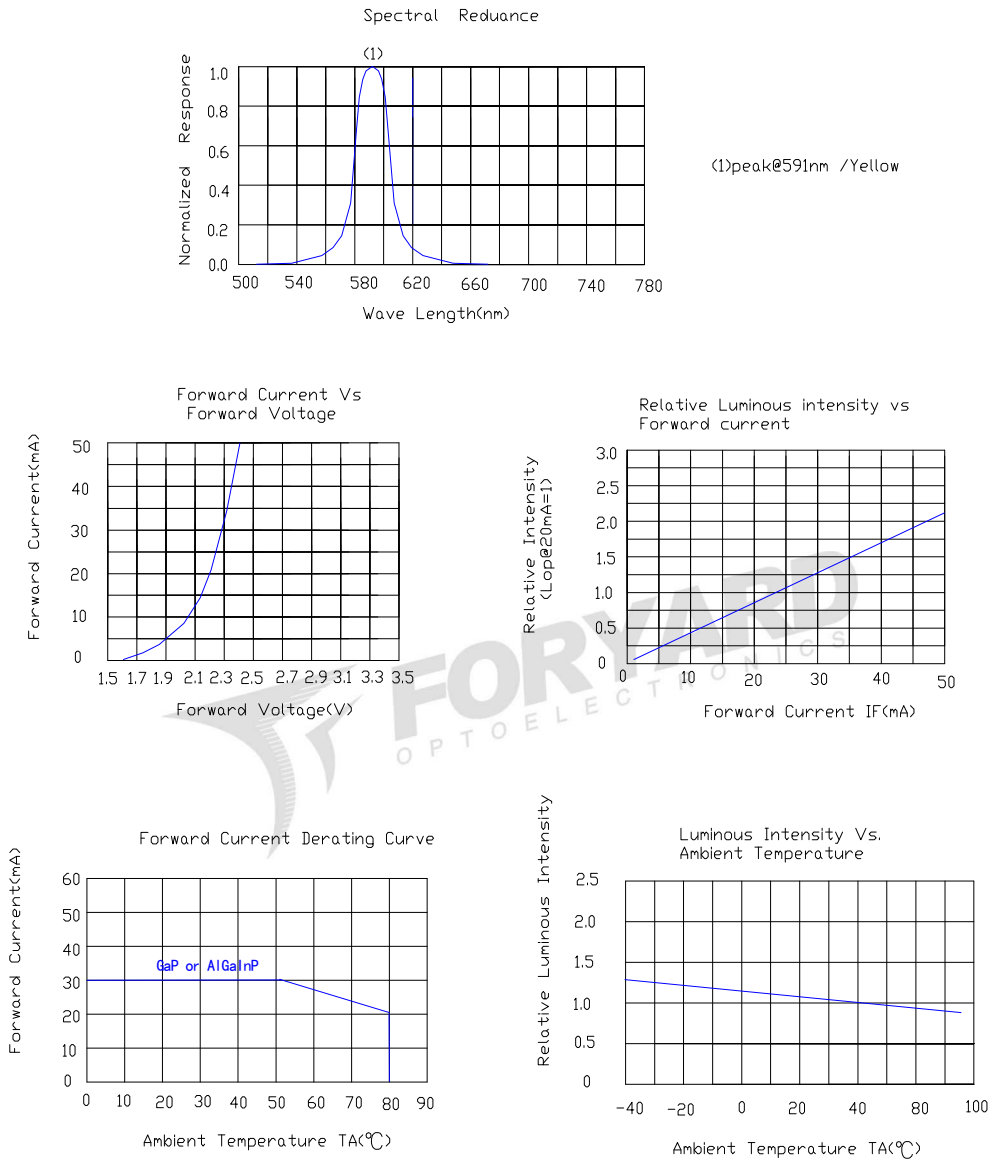 Spectral Reduance
(1)
Normalized Response
1.0
0.8
0.6
0.4
0.2
0.0
500 540 580 620 660 700 740 780
Wave Length(nm)
(1)peak@591nm /Yellow
Forward Current Vs
Forward Voltage
Forward Current(mA)
50
40
30
20
10
0
1.5 1.7 1.9 2.1 2.3 2.5 2.7 2.9 3.1 3.3 3.5
Forward Voltage(V)
Relative Luminous intensity vs
Forward current
Relative Intensity
(Lop@20mA=1)
3.0
2.5
2.0
1.5
1.0
0.5
0
0 10 20 30 40 50
Forward Current IF(mA)
FORYARD
OPTOELECTRONICS
Forward Current Derating Curve
Forward Current(mA)
60
50
40
30
20
10
0
GaP or AlGaInP
0 10 20 30 40 50 60 70 80 90
Ambient Temperature TA(℃)
Luminous Intensity Vs.
Ambient Temperature
Relative Luminous Intensity
2.5
2.0
1.5
1.0
0.5
0
-40 -20 0 20 40 80 100
Ambient Temperature TA(℃)